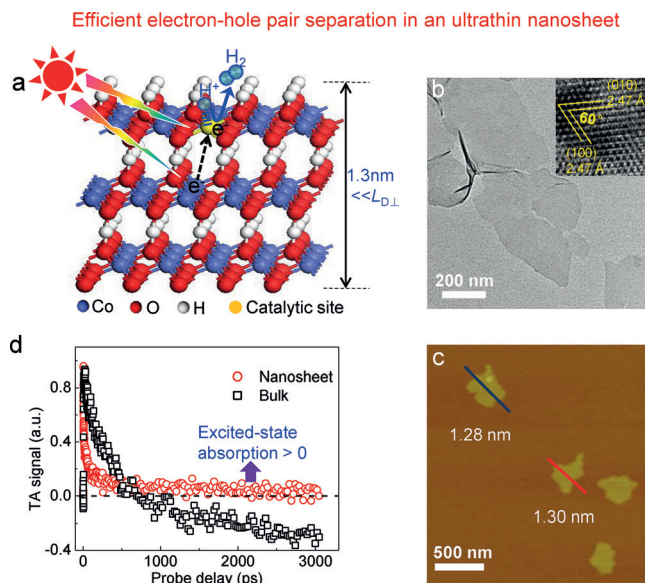 Efficient electron-hole pair separation in an ultrathin nanosheet
a
H₂
H⁺
e
e
1.3nm
<<L_D⊥
Co O H Catalytic site
b
(010)
2.47 Å
60°
(100)
2.47 Å
200 nm
c
1.28 nm
1.30 nm
500 nm
d
Nanosheet
Bulk
Excited-state
absorption > 0
TA signal (a.u.)
0.8
0.4
0.0
-0.4
0 1000 2000 3000
Probe delay (ps)